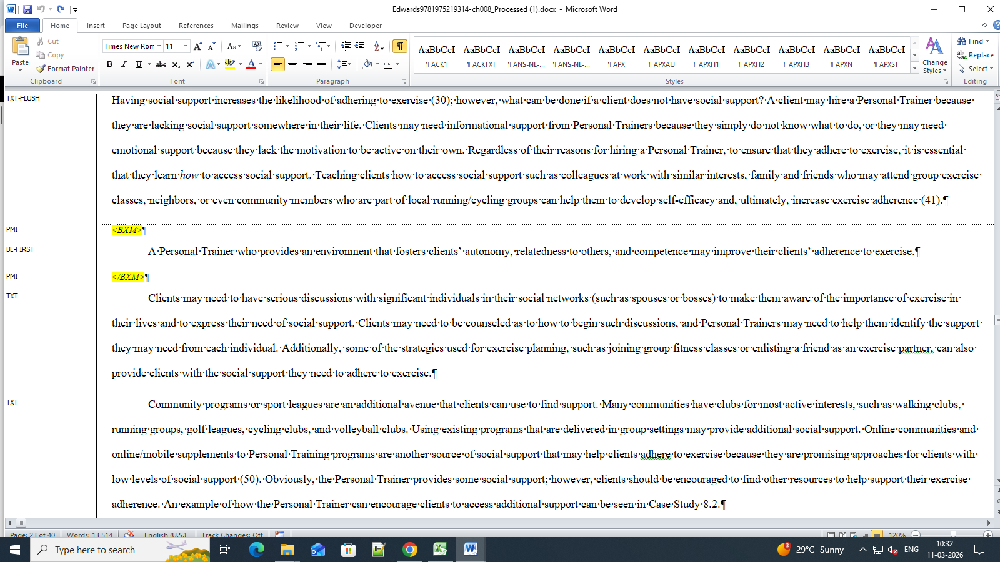 Edwards9781975219314-ch008_Processed (1).docx - Microsoft Word
File Home Insert Page Layout References Mailings Review View Developer
Paste
Cut
Copy
Format Painter
Clipboard
Times New Rom 11
Font
Paragraph
AaBbCcI AaBbCcI AaBbCcI AaBbCcI AaBbCcI AaBbCcI AaBbCcI AaBbCcI AaBbCcI AaBbCcI AaBbCcI
¶ ACK1 ¶ ACKTXT ¶ ANS-NL-... ¶ ANS-NL-... ¶ APX ¶ APXAU ¶ APXH1 ¶ APXH2 ¶ APXH3 ¶ APXN ¶ APXST
Styles
Change Styles
Find
Replace
Select
Editing
TXT-FLUSH
Having social support increases the likelihood of adhering to exercise (30); however, what can be done if a client does not have social support? A client may hire a Personal Trainer because
they are lacking social support somewhere in their life. Clients may need informational support from Personal Trainers because they simply do not know what to do, or they may need
emotional support because they lack the motivation to be active on their own. Regardless of their reasons for hiring a Personal Trainer, to ensure that they adhere to exercise, it is essential
that they learn how to access social support. Teaching clients how to access social support such as colleagues at work with similar interests, family and friends who may attend group exercise
classes, neighbors, or even community members who are part of local running/cycling groups can help them to develop self-efficacy and, ultimately, increase exercise adherence (41).¶
PMI
<BXM>¶
BL-FIRST
A Personal Trainer who provides an environment that fosters clients’ autonomy, relatedness to others, and competence may improve their clients’ adherence to exercise.¶
PMI
</BXM>¶
TXT
Clients may need to have serious discussions with significant individuals in their social networks (such as spouses or bosses) to make them aware of the importance of exercise in
their lives and to express their need of social support. Clients may need to be counseled as to how to begin such discussions, and Personal Trainers may need to help them identify the support
they may need from each individual. Additionally, some of the strategies used for exercise planning, such as joining group fitness classes or enlisting a friend as an exercise partner, can also
provide clients with the social support they need to adhere to exercise.¶
TXT
Community programs or sport leagues are an additional avenue that clients can use to find support. Many communities have clubs for most active interests, such as walking clubs,
running groups, golf leagues, cycling clubs, and volleyball clubs. Using existing programs that are delivered in group settings may provide additional social support. Online communities and
online/mobile supplements to Personal Training programs are another source of social support that may help clients adhere to exercise because they are promising approaches for clients with
low levels of social support (50). Obviously, the Personal Trainer provides some social support; however, clients should be encouraged to find other resources to help support their exercise
adherence. An example of how the Personal Trainer can encourage clients to access additional support can be seen in Case Study 8.2.¶
Page: 23 of 40 Words: 13,514 English (U.S.) Track Changes: Off 120%
Type here to search
3 29°C Sunny
ENG
10:32
11-03-2026